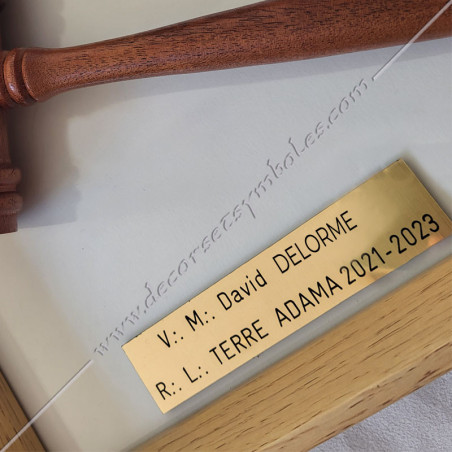 www.decorsetsymboles.com
V:. M:. David DELORME
R:. L:. TERRE ADAMA 2021-2023